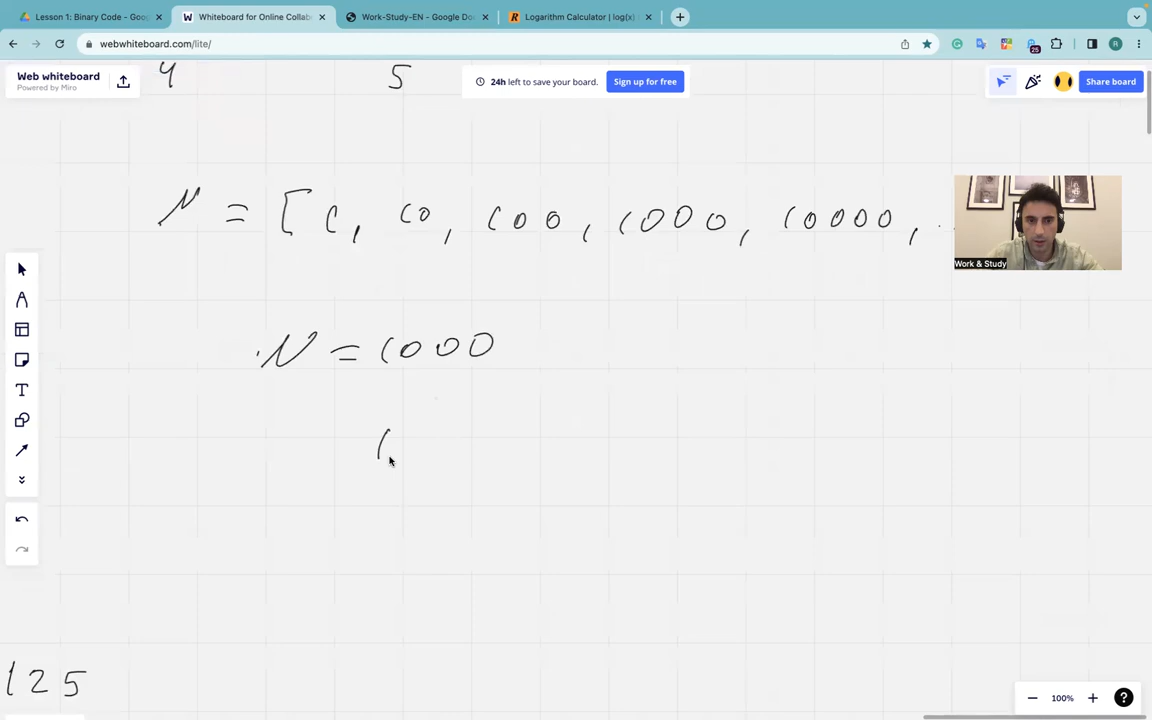 Lesson 1: Binary Code - Goo
Whiteboard for Online Collab
Work-Study-EN - Google Do
Logarithm Calculator | log(x)
webwhiteboard.com/lite/
25
R
Web whiteboard
Powered by Miro
24h left to save your board.
Sign up for free
Share board
4 5
N = [ 1, 10, 100, 1000, 10000, .
Work & Study
N = 1000
1
T
125
100%
?